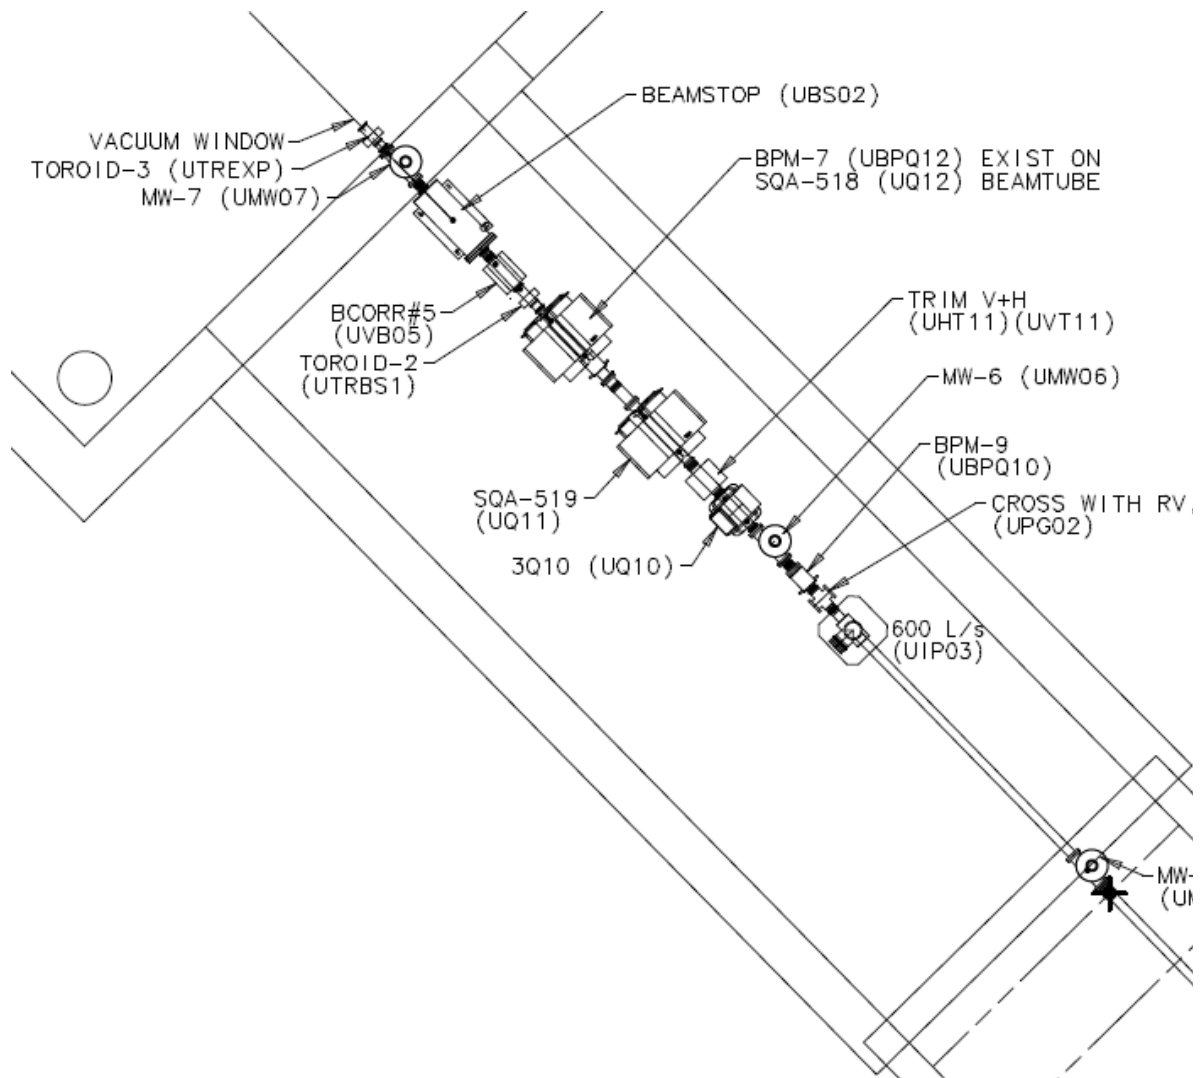 BEAMSTOP (UBS02)
VACUUM WINDOW
TOROID-3 (UTREXP)
MW-7 (UMW07)
BPM-7 (UBPQ12) EXIST ON
SQA-518 (UQ12) BEAMTUBE
BCORR#5
(UVB05)
TOROID-2
(UTRBS1)
TRIM V+H
(UHT11)(UVT11)
MW-6 (UMW06)
BPM-9
(UBPQ10)
SQA-519
(UQ11)
CROSS WITH RV
(UPG02)
3Q10 (UQ10)
600 L/s
(UIP03)
MW-
(UM